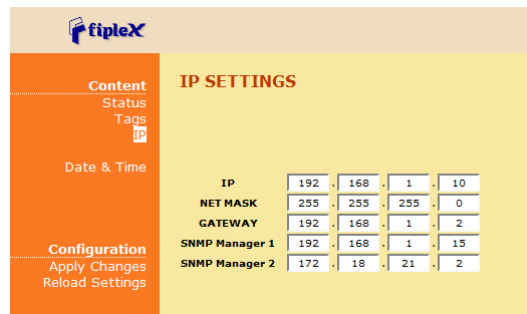 fipleX
Content
Status
Tags
IP
Date & Time
Configuration
Apply Changes
Reload Settings
IP SETTINGS
IP 192 . 168 . 1 . 10
NET MASK 255 . 255 . 255 . 0
GATEWAY 192 . 168 . 1 . 2
SNMP Manager 1 192 . 168 . 1 . 15
SNMP Manager 2 172 . 18 . 21 . 2